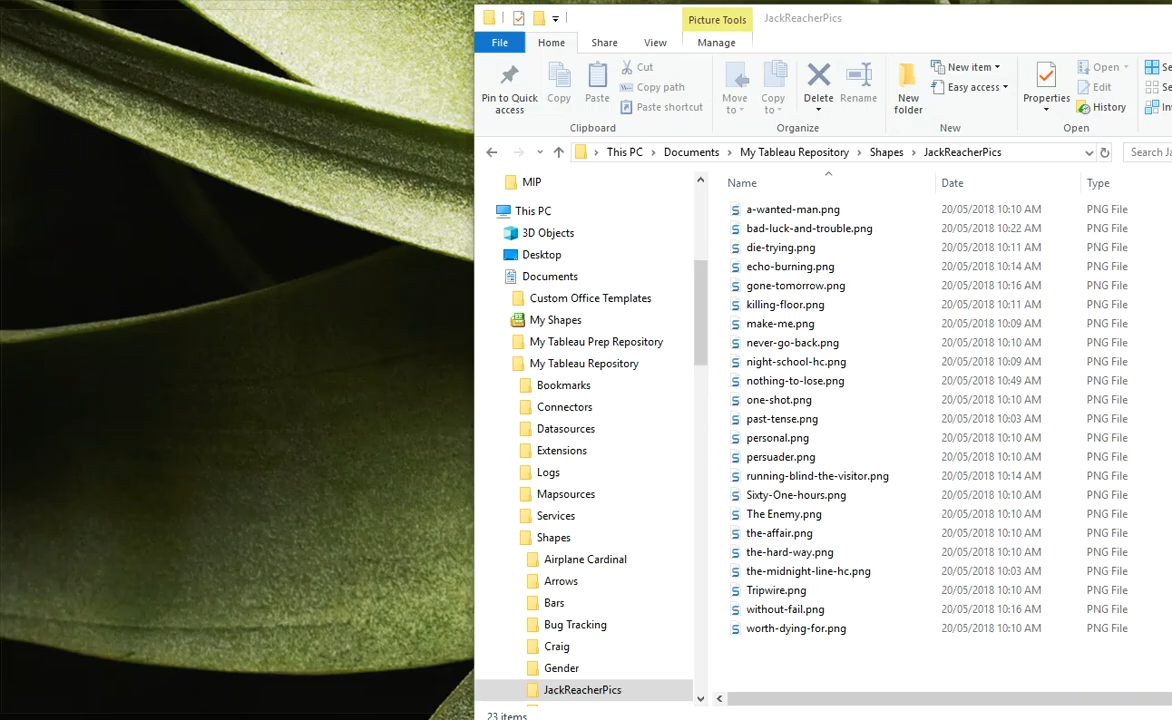 Picture Tools
JackReacherPics
File
Home
Share
View
Manage
Pin to Quick access
Copy
Paste
Cut
Copy path
Paste shortcut
Clipboard
Move to
Copy to
Delete
Rename
Organize
New folder
New item
Easy access
New
Properties
Open
Edit
History
Open
Se
Se
In
This PC > Documents > My Tableau Repository > Shapes > JackReacherPics
Search Ja
MIP
This PC
3D Objects
Desktop
Documents
Custom Office Templates
My Shapes
My Tableau Prep Repository
My Tableau Repository
Bookmarks
Connectors
Datasources
Extensions
Logs
Mapsources
Services
Shapes
Airplane Cardinal
Arrows
Bars
Bug Tracking
Craig
Gender
JackReacherPics
Name Date Type
a-wanted-man.png 20/05/2018 10:10 AM PNG File
bad-luck-and-trouble.png 20/05/2018 10:22 AM PNG File
die-trying.png 20/05/2018 10:11 AM PNG File
echo-burning.png 20/05/2018 10:14 AM PNG File
gone-tomorrow.png 20/05/2018 10:16 AM PNG File
killing-floor.png 20/05/2018 10:11 AM PNG File
make-me.png 20/05/2018 10:09 AM PNG File
never-go-back.png 20/05/2018 10:10 AM PNG File
night-school-hc.png 20/05/2018 10:09 AM PNG File
nothing-to-lose.png 20/05/2018 10:49 AM PNG File
one-shot.png 20/05/2018 10:10 AM PNG File
past-tense.png 20/05/2018 10:03 AM PNG File
personal.png 20/05/2018 10:10 AM PNG File
persuader.png 20/05/2018 10:10 AM PNG File
running-blind-the-visitor.png 20/05/2018 10:14 AM PNG File
Sixty-One-hours.png 20/05/2018 10:10 AM PNG File
The Enemy.png 20/05/2018 10:10 AM PNG File
the-affair.png 20/05/2018 10:10 AM PNG File
the-hard-way.png 20/05/2018 10:10 AM PNG File
the-midnight-line-hc.png 20/05/2018 10:03 AM PNG File
Tripwire.png 20/05/2018 10:10 AM PNG File
without-fail.png 20/05/2018 10:16 AM PNG File
worth-dying-for.png 20/05/2018 10:10 AM PNG File
23 items